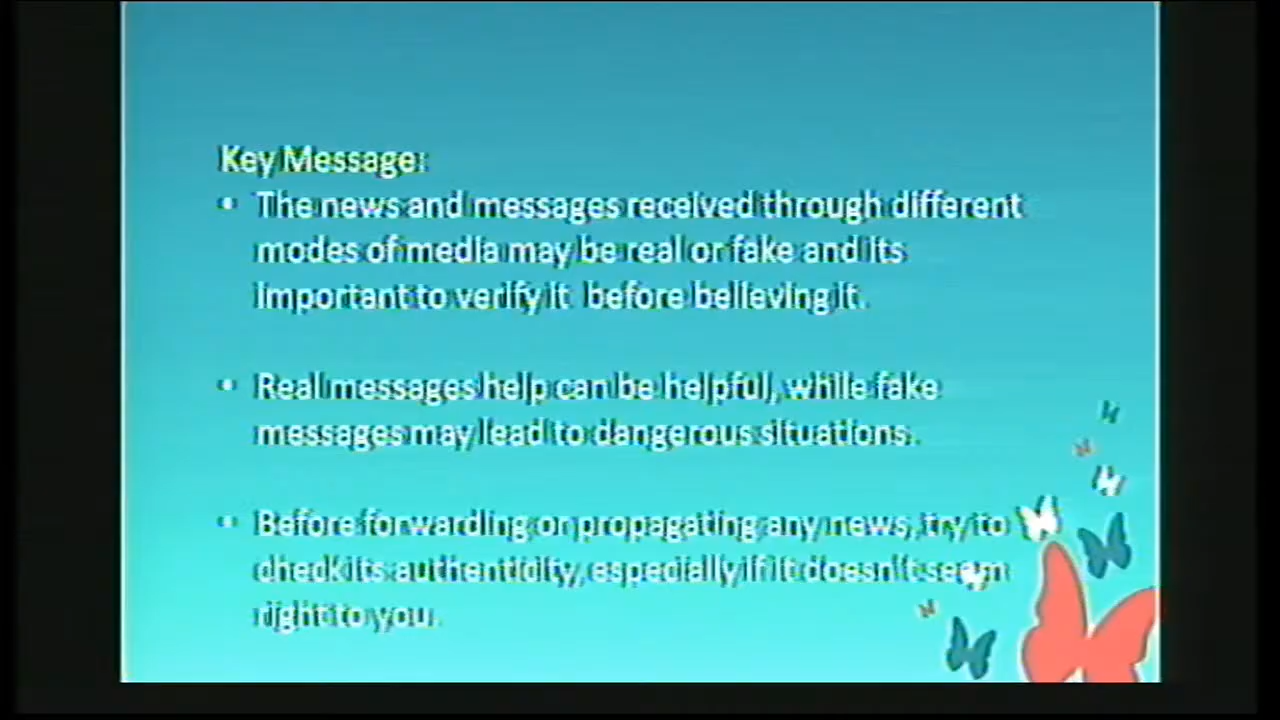 Key Message:
• The news and messages received through different
modes of media may be real or fake and its
important to verify it before believing it.
• Real messages help can be helpful, while fake
messages may lead to dangerous situations.
• Before forwarding or propagating any news, try to
check its authenticity, especially if it doesn't seem
right to you.